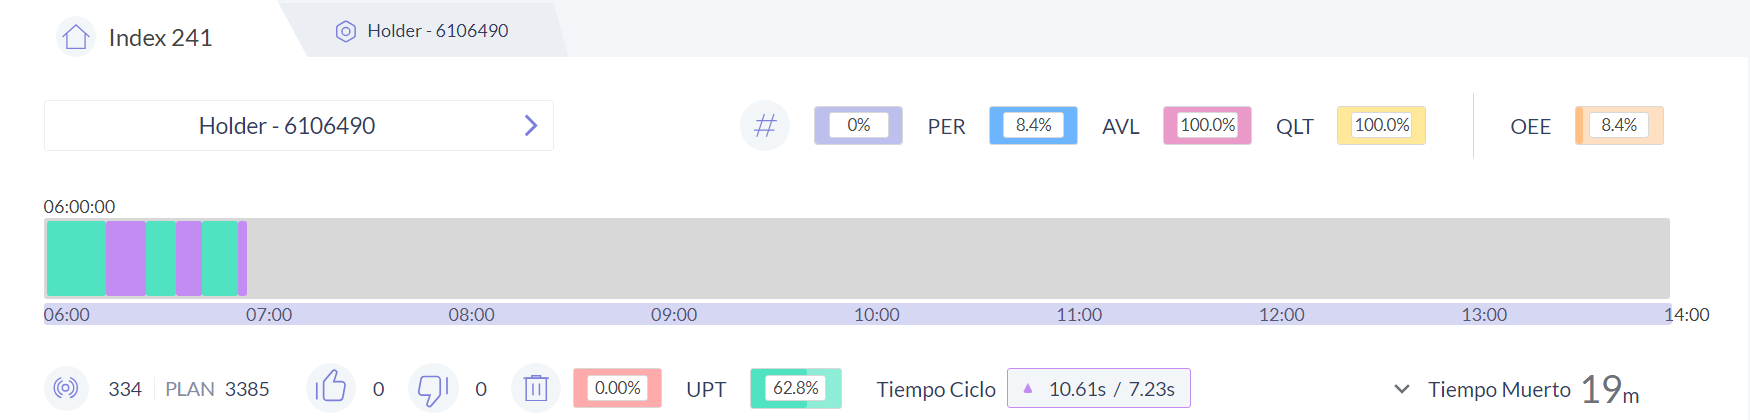 Index 241
Holder - 6106490
Holder - 6106490
# 0% PER 8.4% AVL 100.0% QLT 100.0% OEE 8.4%
06:00:00
06:00 07:00 08:00 09:00 10:00 11:00 12:00 13:00 14:00
334 PLAN 3385 0 0 0.00% UPT 62.8% Tiempo Ciclo 10.61s / 7.23s Tiempo Muerto 19m